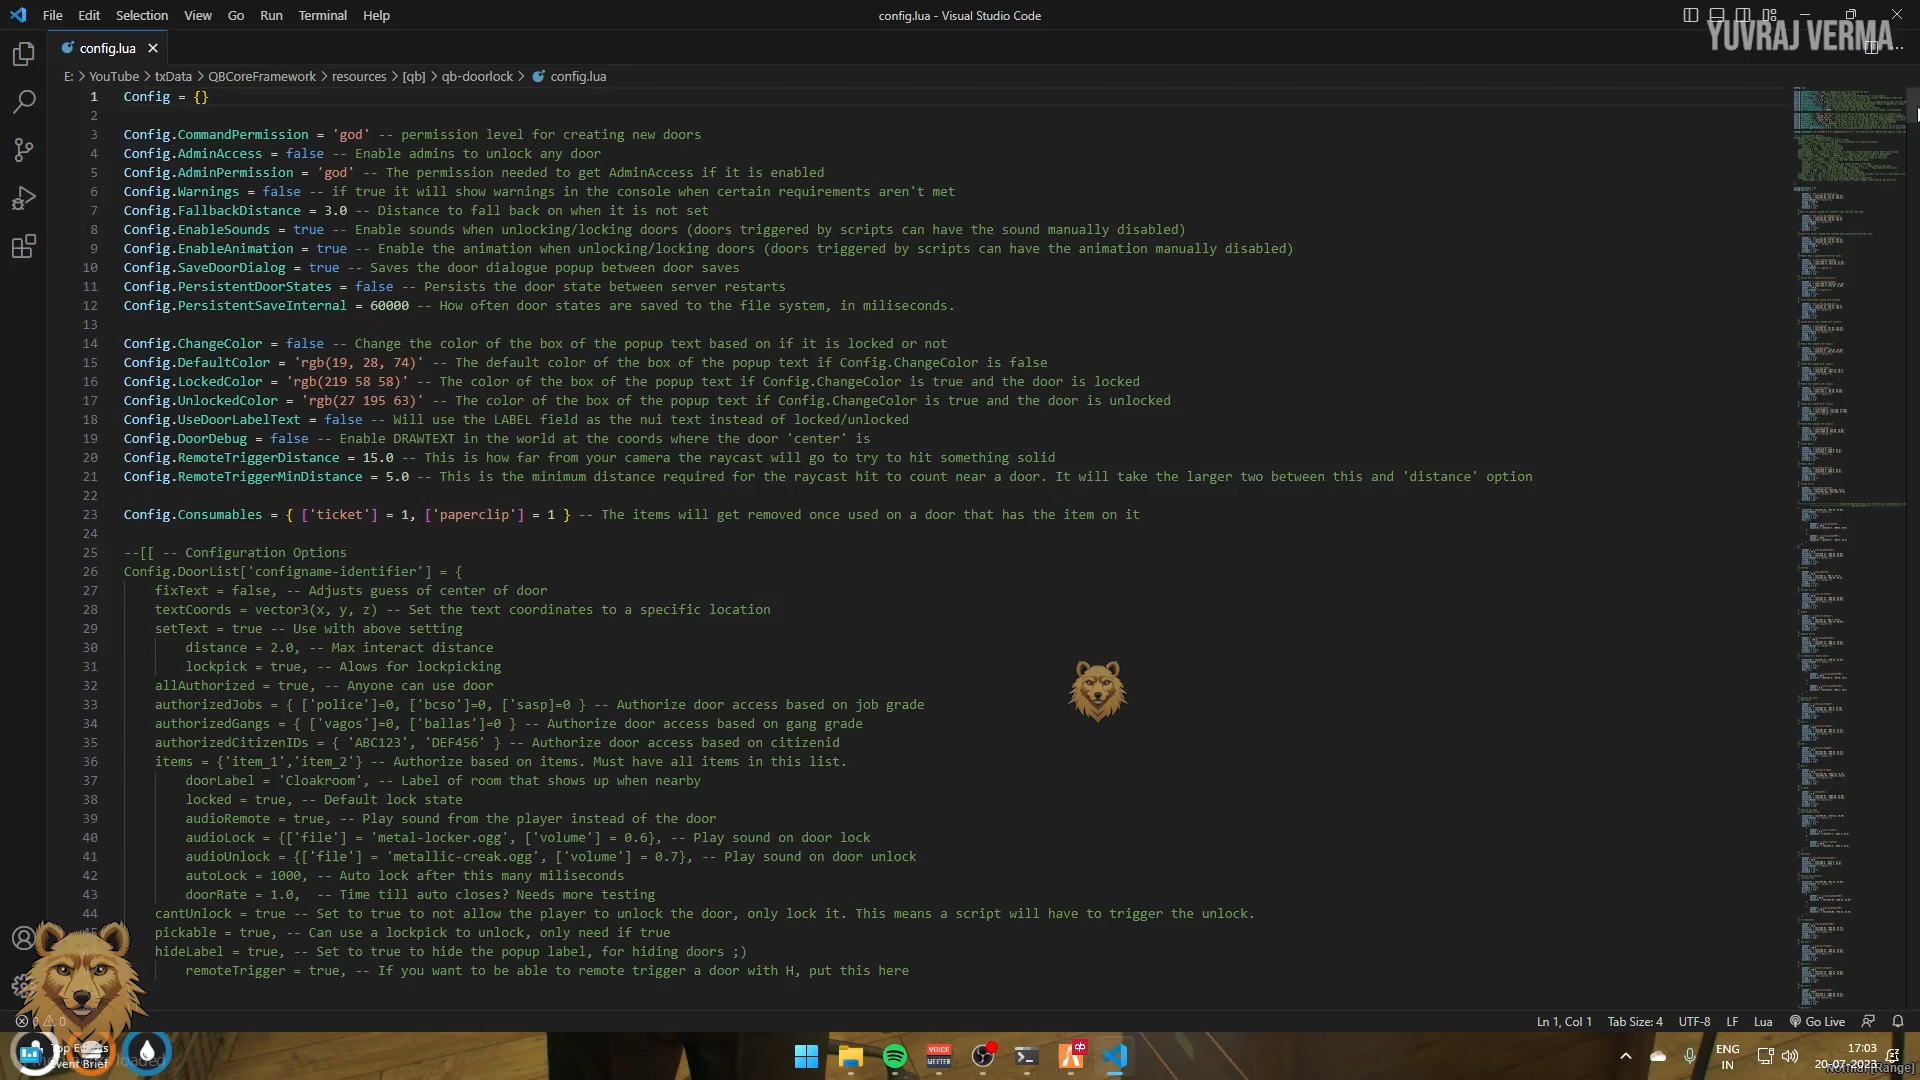 File Edit Selection View Go Run Terminal Help
config.lua - Visual Studio Code
YUVRAJ VERMA
config.lua
E: > YouTube > txData > QBCoreFramework > resources > [qb] > qb-doorlock > config.lua
1 Config = {}
2
3 Config.CommandPermission = 'god' -- permission level for creating new doors
4 Config.AdminAccess = false -- Enable admins to unlock any door
5 Config.AdminPermission = 'god' -- The permission needed to get AdminAccess if it is enabled
6 Config.Warnings = false -- if true it will show warnings in the console when certain requirements aren't met
7 Config.FallbackDistance = 3.0 -- Distance to fall back on when it is not set
8 Config.EnableSounds = true -- Enable sounds when unlocking/locking doors (doors triggered by scripts can have the sound manually disabled)
9 Config.EnableAnimation = true -- Enable the animation when unlocking/locking doors (doors triggered by scripts can have the animation manually disabled)
10 Config.SaveDoorDialog = true -- Saves the door dialogue popup between door saves
11 Config.PersistentDoorStates = false -- Persists the door state between server restarts
12 Config.PersistentSaveInternal = 60000 -- How often door states are saved to the file system, in miliseconds.
13
14 Config.ChangeColor = false -- Change the color of the box of the popup text based on if it is locked or not
15 Config.DefaultColor = 'rgb(19, 28, 74)' -- The default color of the box of the popup text if Config.ChangeColor is false
16 Config.LockedColor = 'rgb(219 58 58)' -- The color of the box of the popup text if Config.ChangeColor is true and the door is locked
17 Config.UnlockedColor = 'rgb(27 195 63)' -- The color of the box of the popup text if Config.ChangeColor is true and the door is unlocked
18 Config.UseDoorLabelText = false -- Will use the LABEL field as the nui text instead of locked/unlocked
19 Config.DoorDebug = false -- Enable DRAWTEXT in the world at the coords where the door 'center' is
20 Config.RemoteTriggerDistance = 15.0 -- This is how far from your camera the raycast will go to try to hit something solid
21 Config.RemoteTriggerMinDistance = 5.0 -- This is the minimum distance required for the raycast hit to count near a door. It will take the larger two between this and 'distance' option
22
23 Config.Consumables = { ['ticket'] = 1, ['paperclip'] = 1 } -- The items will get removed once used on a door that has the item on it
24
25 --[[ -- Configuration Options
26 Config.DoorList['configname-identifier'] = {
27 fixText = false, -- Adjusts guess of center of door
28 textCoords = vector3(x, y, z) -- Set the text coordinates to a specific location
29 setText = true -- Use with above setting
30 distance = 2.0, -- Max interact distance
31 lockpick = true, -- Alows for lockpicking
32 allAuthorized = true, -- Anyone can use door
33 authorizedJobs = { ['police']=0, ['bcso']=0, ['sasp]=0 } -- Authorize door access based on job grade
34 authorizedGangs = { ['vagos']=0, ['ballas']=0 } -- Authorize door access based on gang grade
35 authorizedCitizenIDs = { 'ABC123', 'DEF456' } -- Authorize door access based on citizenid
36 items = {'item_1','item_2'} -- Authorize based on items. Must have all items in this list.
37 doorLabel = 'Cloakroom', -- Label of room that shows up when nearby
38 locked = true, -- Default lock state
39 audioRemote = true, -- Play sound from the player instead of the door
40 audioLock = {['file'] = 'metal-locker.ogg', ['volume'] = 0.6}, -- Play sound on door lock
41 audioUnlock = {['file'] = 'metallic-creak.ogg', ['volume'] = 0.7}, -- Play sound on door unlock
42 autoLock = 1000, -- Auto lock after this many miliseconds
43 doorRate = 1.0, -- Time till auto closes? Needs more testing
44 cantUnlock = true -- Set to true to not allow the player to unlock the door, only lock it. This means a script will have to trigger the unlock.
pickable = true, -- Can use a lockpick to unlock, only need if true
hideLabel = true, -- Set to true to hide the popup label, for hiding doors ;)
remoteTrigger = true, -- If you want to be able to remote trigger a door with H, put this here
0 0
Ln 1, Col 1 Tab Size: 4 UTF-8 LF Lua Go Live
Top Events
Event Brief
VOICE
MEETER
ENG
IN
17:03
20-07-2023
Normal [Range]